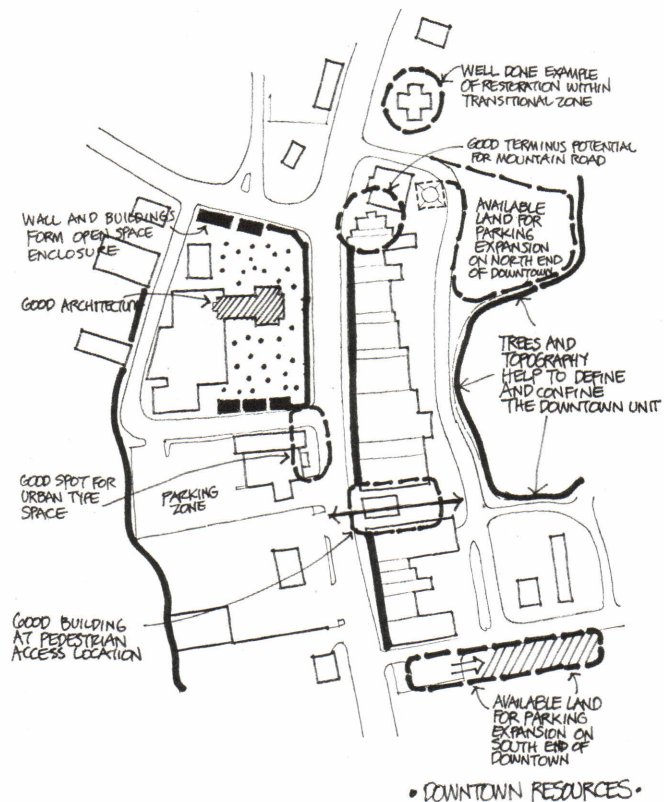 WELL DONE EXAMPLE
OF RESTORATION WITHIN
TRANSITIONAL ZONE
GOOD TERMINUS POTENTIAL
FOR MOUNTAIN ROAD
AVAILABLE
LAND FOR
PARKING
EXPANSION
ON NORTH END
OF DOWNTOWN
WALL AND BUILDINGS
FORM OPEN SPACE
ENCLOSURE
GOOD ARCHITECTURE
TREES AND
TOPOGRAPHY
HELP TO DEFINE
AND CONFINE
THE DOWNTOWN UNIT
GOOD SPOT FOR
URBAN TYPE
SPACE
PARKING
ZONE
GOOD BUILDING
AT PEDESTRIAN
ACCESS LOCATION
AVAILABLE LAND
FOR PARKING
EXPANSION ON
SOUTH END OF
DOWNTOWN
• DOWNTOWN RESOURCES •